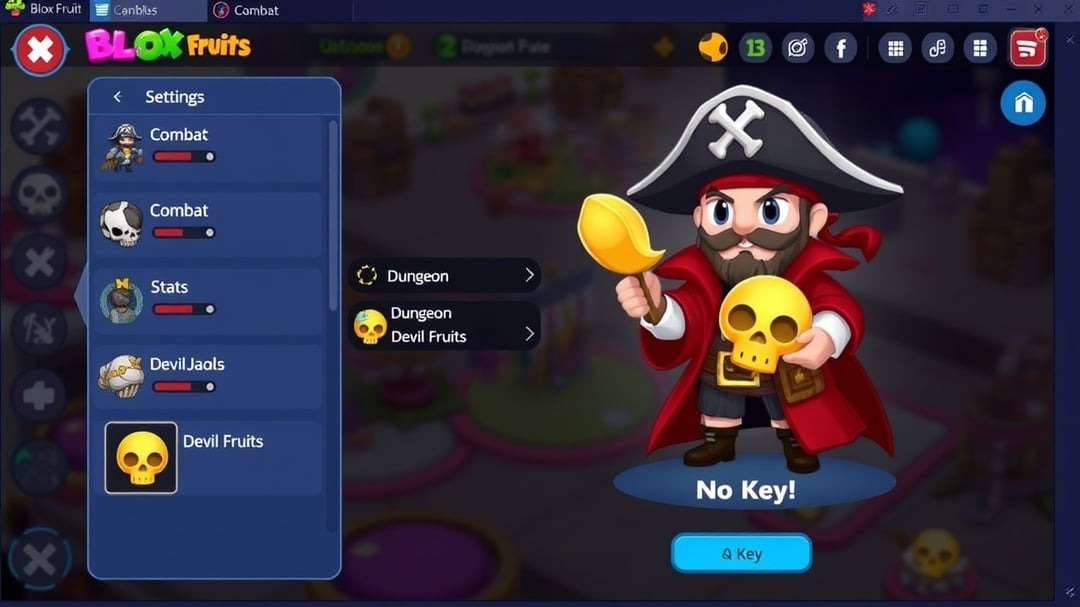 Blox Fruit
Combat
BLOX FRUITS
13
f
Settings
Combat
Combat
Stats
DevilJaals
Devil Fruits
Dungeon
Dungeon
Devil Fruits
No Key!
& Key